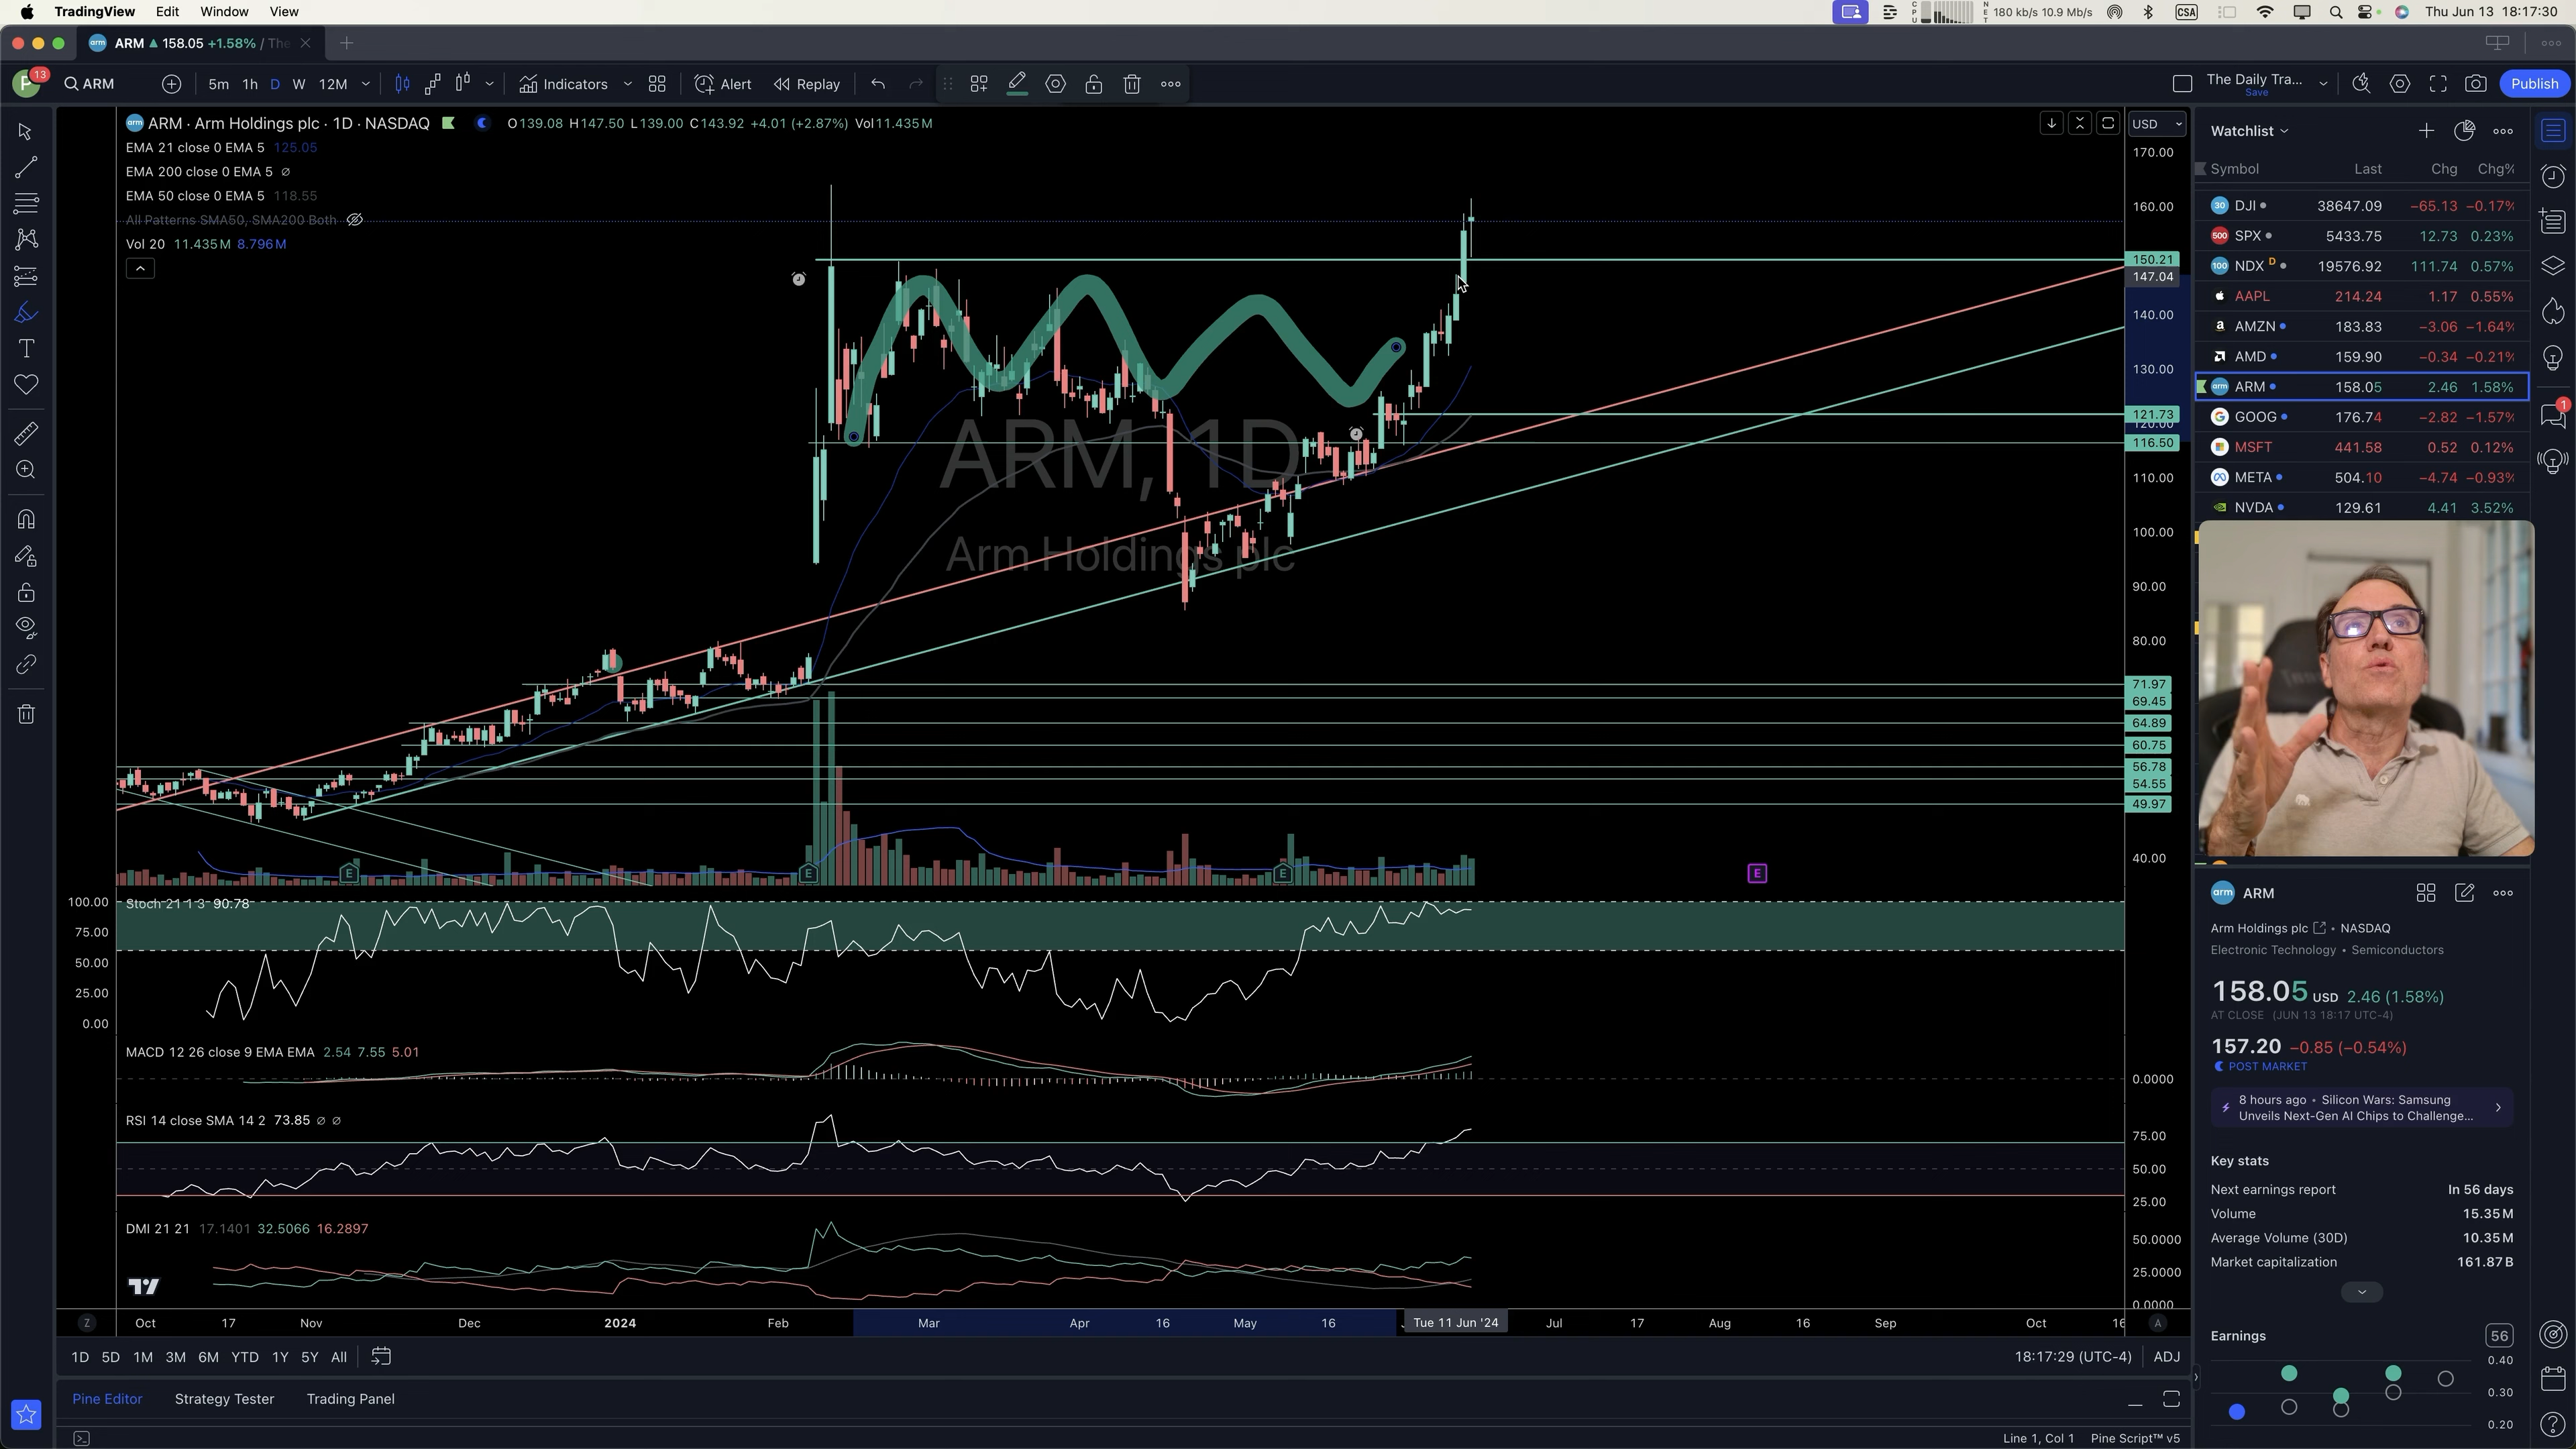 TradingView Edit Window View
180 kb/s 10.9 Mb/s CSA Thu Jun 13 18:17:30
arm ARM ▲ 158.05 +1.58% / The
P 13 ARM 5m 1h D W 12M Indicators Alert Replay The Daily Tra... Save Publish
ARM · Arm Holdings plc · 1D · NASDAQ O139.08 H147.50 L139.00 C143.92 +4.01 (+2.87%) Vol11.435M
EMA 21 close 0 EMA 5 125.05
EMA 200 close 0 EMA 5 ∅
EMA 50 close 0 EMA 5 118.55
All Patterns SMA50, SMA200 Both
Vol 20 11.435M 8.796M
USD
170.00
160.00
150.21
147.04
140.00
130.00
121.73
120.00
116.50
110.00
100.00
90.00
80.00
71.97
69.45
64.89
60.75
56.78
54.55
49.97
40.00
ARM, 1D
Arm Holdings plc
E E E E
Stoch 21 1 3 90.78
100.00
75.00
50.00
25.00
0.00
MACD 12 26 close 9 EMA EMA 2.54 7.55 5.01
0.0000
RSI 14 close SMA 14 2 73.85 ∅ ∅
75.00
50.00
25.00
DMI 21 21 17.1401 32.5066 16.2897
50.0000
25.0000
0.0000
Z Oct 17 Nov Dec 2024 Feb Mar Apr 16 May 16 Tue 11 Jun '24 Jul 17 Aug 16 Sep Oct 16 A
1D 5D 1M 3M 6M YTD 1Y 5Y All 18:17:29 (UTC-4) ADJ
Pine Editor Strategy Tester Trading Panel
Line 1, Col 1 Pine Script™ v5
Watchlist
Symbol Last Chg Chg%
30 DJI 38647.09 −65.13 −0.17%
500 SPX 5433.75 12.73 0.23%
100 NDX D 19576.92 111.74 0.57%
AAPL 214.24 1.17 0.55%
AMZN 183.83 −3.06 −1.64%
AMD 159.90 −0.34 −0.21%
arm ARM 158.05 2.46 1.58%
GOOG 176.74 −2.82 −1.57%
MSFT 441.58 0.52 0.12%
META 504.10 −4.74 −0.93%
NVDA 129.61 4.41 3.52%
1
arm ARM
Arm Holdings plc • NASDAQ
Electronic Technology • Semiconductors
158.05 USD 2.46 (1.58%)
AT CLOSE (JUN 13 18:17 UTC-4)
157.20 −0.85 (−0.54%)
POST MARKET
8 hours ago • Silicon Wars: Samsung
Unveils Next-Gen AI Chips to Challenge...
Key stats
Next earnings report In 56 days
Volume 15.35M
Average Volume (30D) 10.35M
Market capitalization 161.87B
Earnings 56
0.40
0.30
0.20